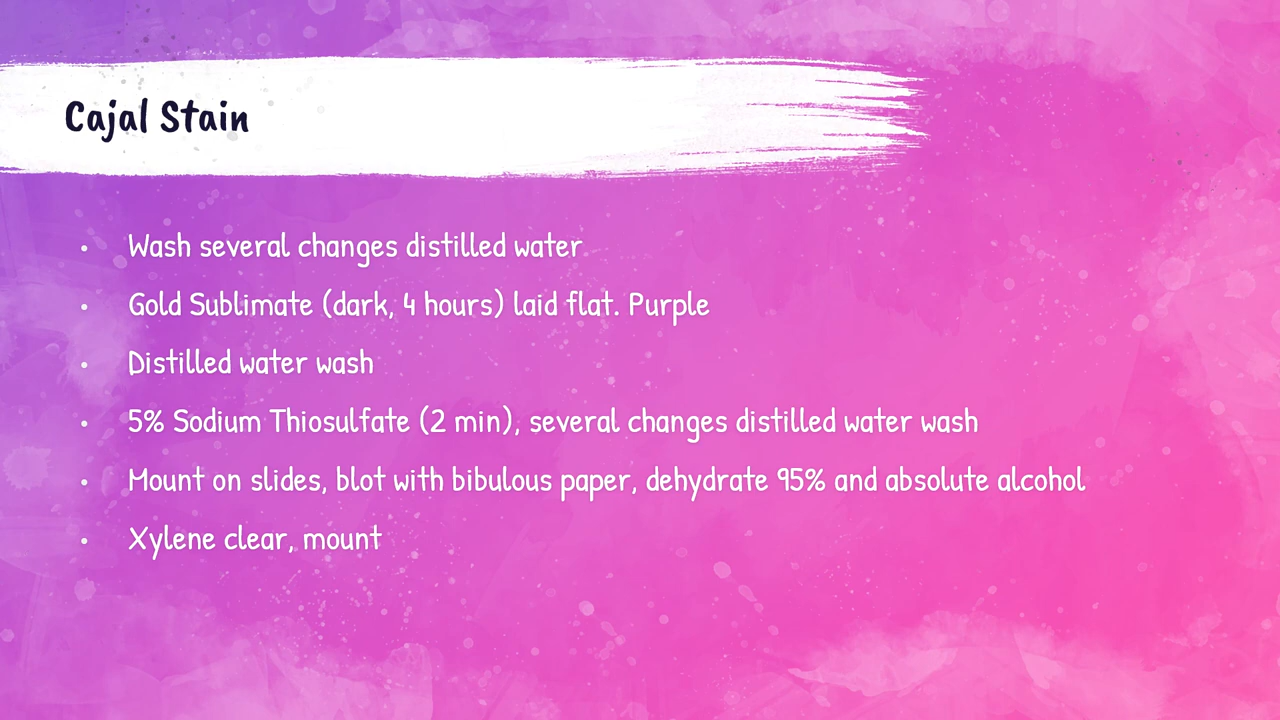 Cajal Stain
• Wash several changes distilled water
• Gold Sublimate (dark, 4 hours) laid flat. Purple
• Distilled water wash
• 5% Sodium Thiosulfate (2 min), several changes distilled water wash
• Mount on slides, blot with bibulous paper, dehydrate 95% and absolute alcohol
• Xylene clear, mount